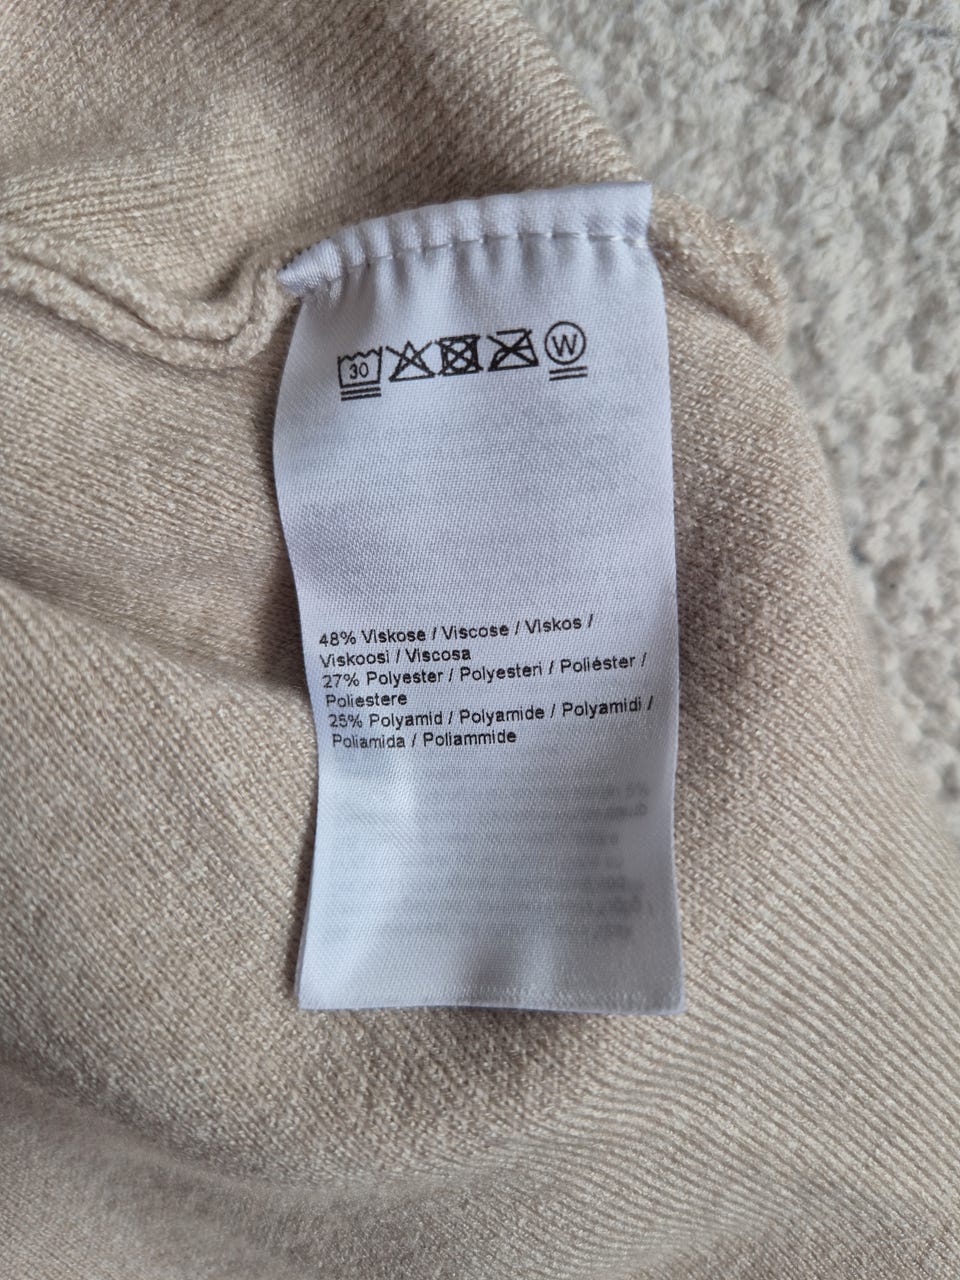 30 W
48% Viskose / Viscose / Viskos /
Viskoosi / Viscosa
27% Polyester / Polyesteri / Poliéster /
Poliestere
25% Polyamid / Polyamide / Polyamidi /
Poliamida / Poliammide